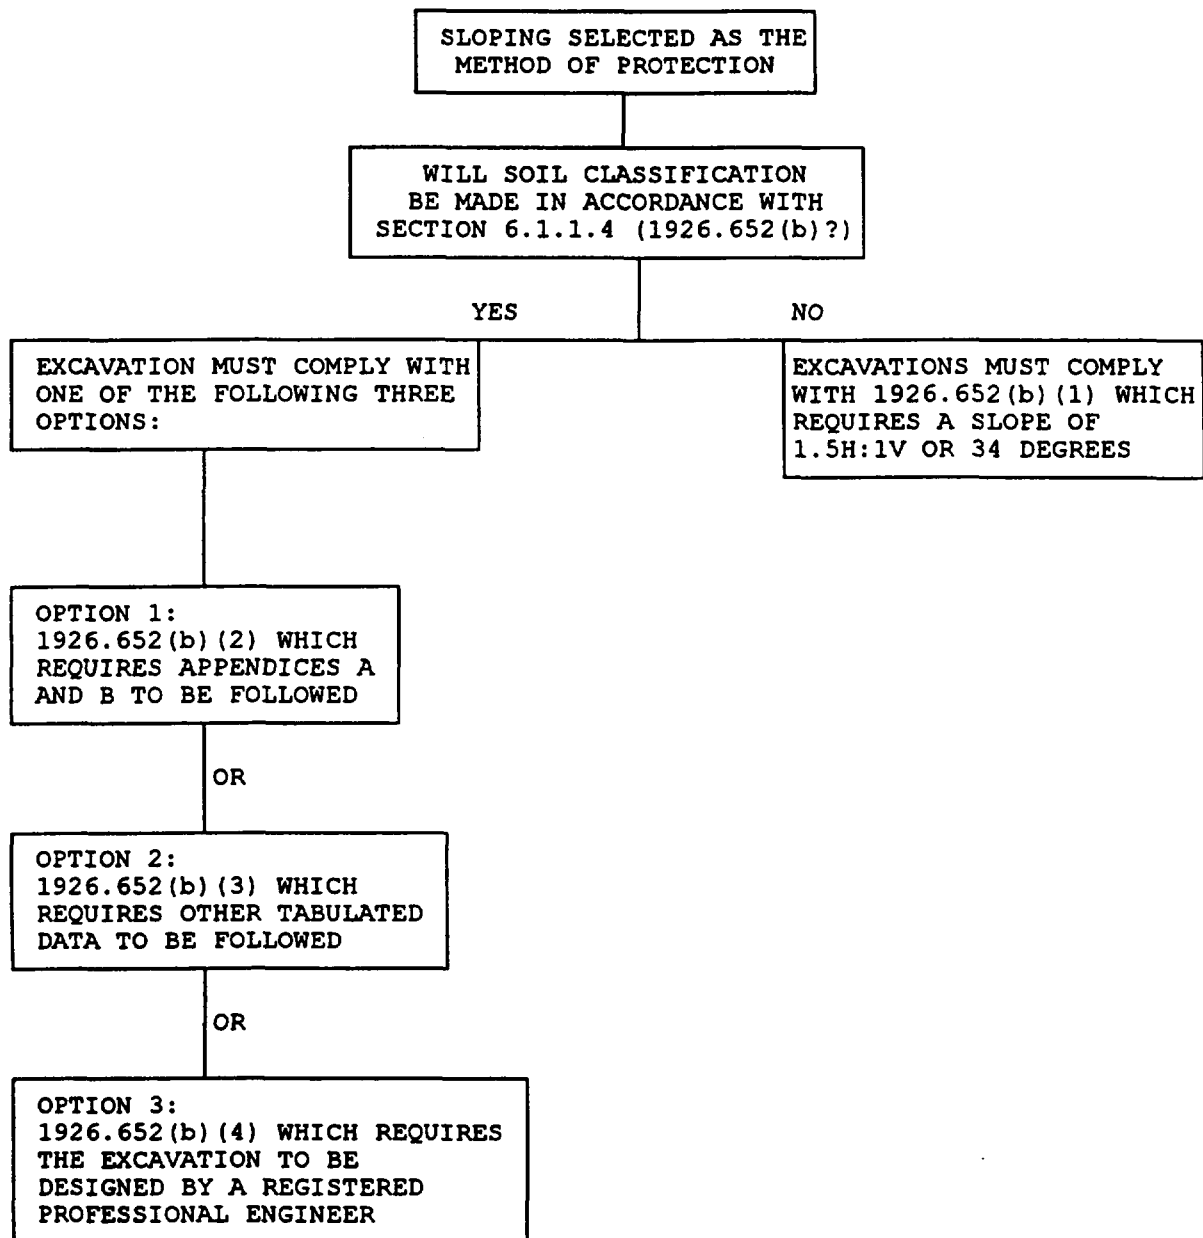 SLOPING SELECTED AS THE
METHOD OF PROTECTION
WILL SOIL CLASSIFICATION
BE MADE IN ACCORDANCE WITH
SECTION 6.1.1.4 (1926.652(b)?)
YES
NO
EXCAVATION MUST COMPLY WITH
ONE OF THE FOLLOWING THREE
OPTIONS:
EXCAVATIONS MUST COMPLY
WITH 1926.652(b)(1) WHICH
REQUIRES A SLOPE OF
1.5H:1V OR 34 DEGREES
OPTION 1:
1926.652(b)(2) WHICH
REQUIRES APPENDICES A
AND B TO BE FOLLOWED
OR
OPTION 2:
1926.652(b)(3) WHICH
REQUIRES OTHER TABULATED
DATA TO BE FOLLOWED
OR
OPTION 3:
1926.652(b)(4) WHICH REQUIRES
THE EXCAVATION TO BE
DESIGNED BY A REGISTERED
PROFESSIONAL ENGINEER